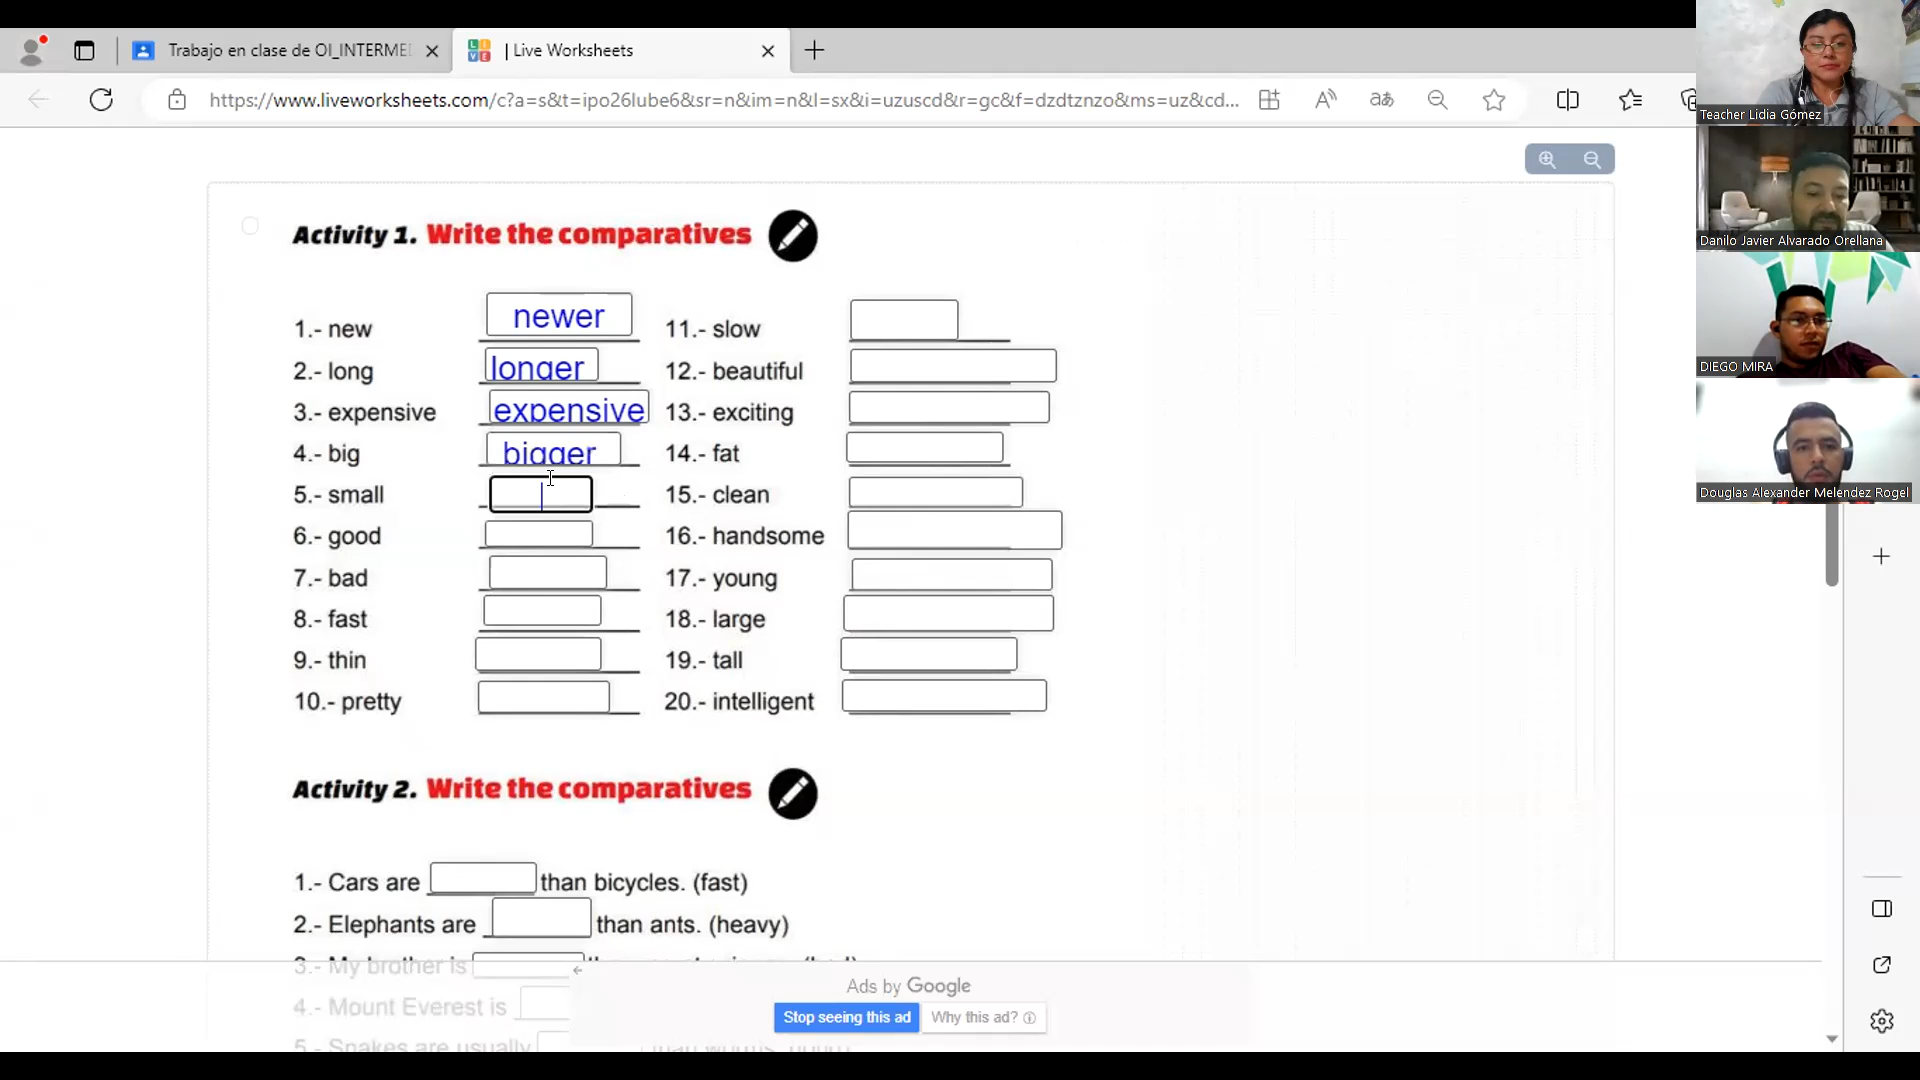 Trabajo en clase de OI_INTERME
| Live Worksheets
https://www.liveworksheets.com/c?a=s&t=ipo26lube6&sr=n&im=n&l=sx&i=uzuscd&r=gc&f=dzdtznzo&ms=uz&cd...
Teacher Lidia Gómez
Danilo Javier Alvarado Orellana
DIEGO MIRA
Douglas Alexander Melendez Rogel
Activity 1. Write the comparatives
1.- new newer 11.- slow
2.- long longer 12.- beautiful
3.- expensive expensive 13.- exciting
4.- big bigger 14.- fat
5.- small 15.- clean
6.- good 16.- handsome
7.- bad 17.- young
8.- fast 18.- large
9.- thin 19.- tall
10.- pretty 20.- intelligent
Activity 2. Write the comparatives
1.- Cars are than bicycles. (fast)
2.- Elephants are than ants. (heavy)
3.- My brother is
4.- Mount Everest is
5.- Snakes are usually than worms.
Ads by Google
Stop seeing this ad Why this ad?